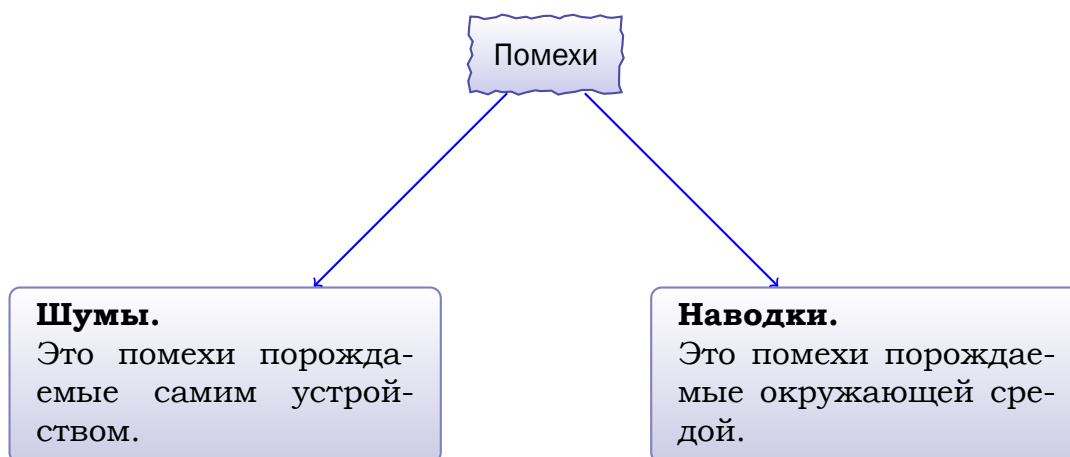 Помехи
Шумы.
Это помехи порожда-
емые самим устрой-
ством.
Наводки.
Это помехи порождае-
мые окружающей сре-
дой.